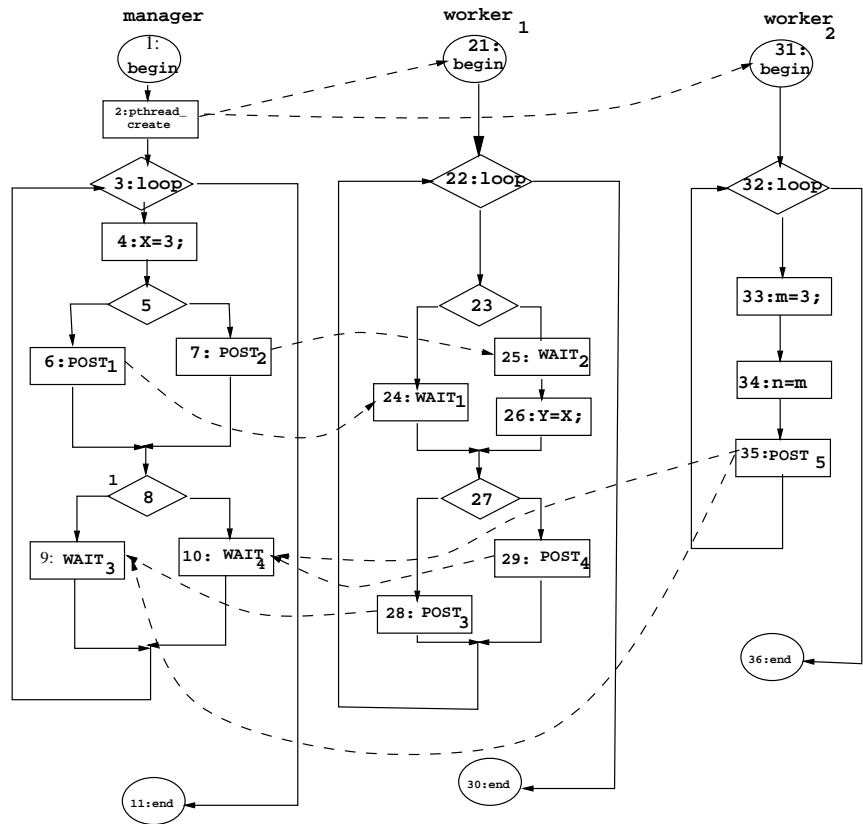 manager
1:
begin
2:pthread_
create
3:loop
4:X=3;
5
6:POST1
7: POST2
1
8
9: WAIT3
10: WAIT4
11:end
worker 1
21:
begin
22:loop
23
24:WAIT1
25: WAIT2
26:Y=X;
27
28: POST3
29: POST4
30:end
worker 2
31:
begin
32:loop
33:m=3;
34:n=m
35:POST 5
36:end